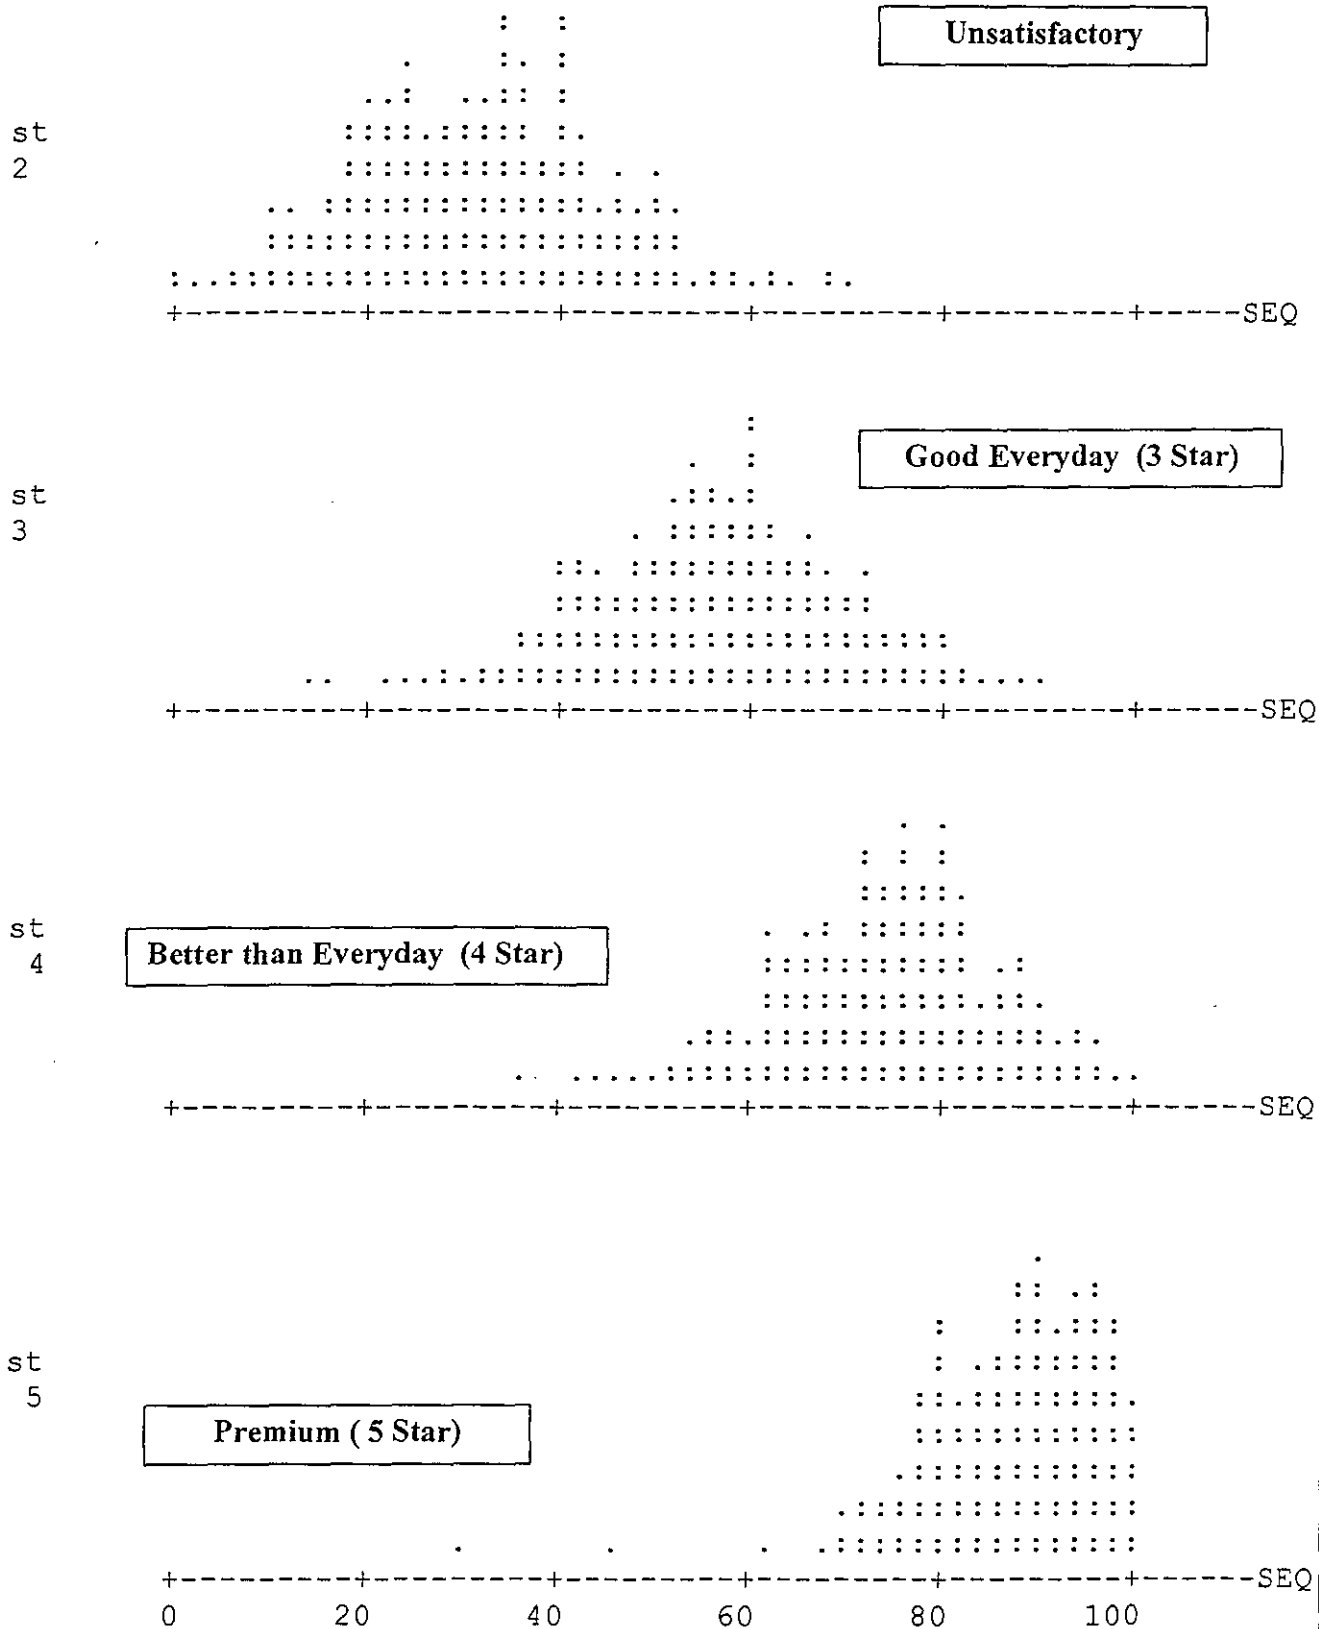 Unsatisfactory
st
2
+---------+---------+---------+---------+---------+-----SEQ
Good Everyday (3 Star)
st
3
+---------+---------+---------+---------+---------+------SEQ
st
4
Better than Everyday (4 Star)
+---------+---------+---------+---------+---------+------SEQ
st
5
Premium ( 5 Star)
+---------+---------+---------+---------+---------+------SEQ
0 20 40 60 80 100